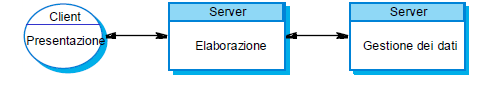 Client
Presentazione
Server
Elaborazione
Server
Gestione dei dati